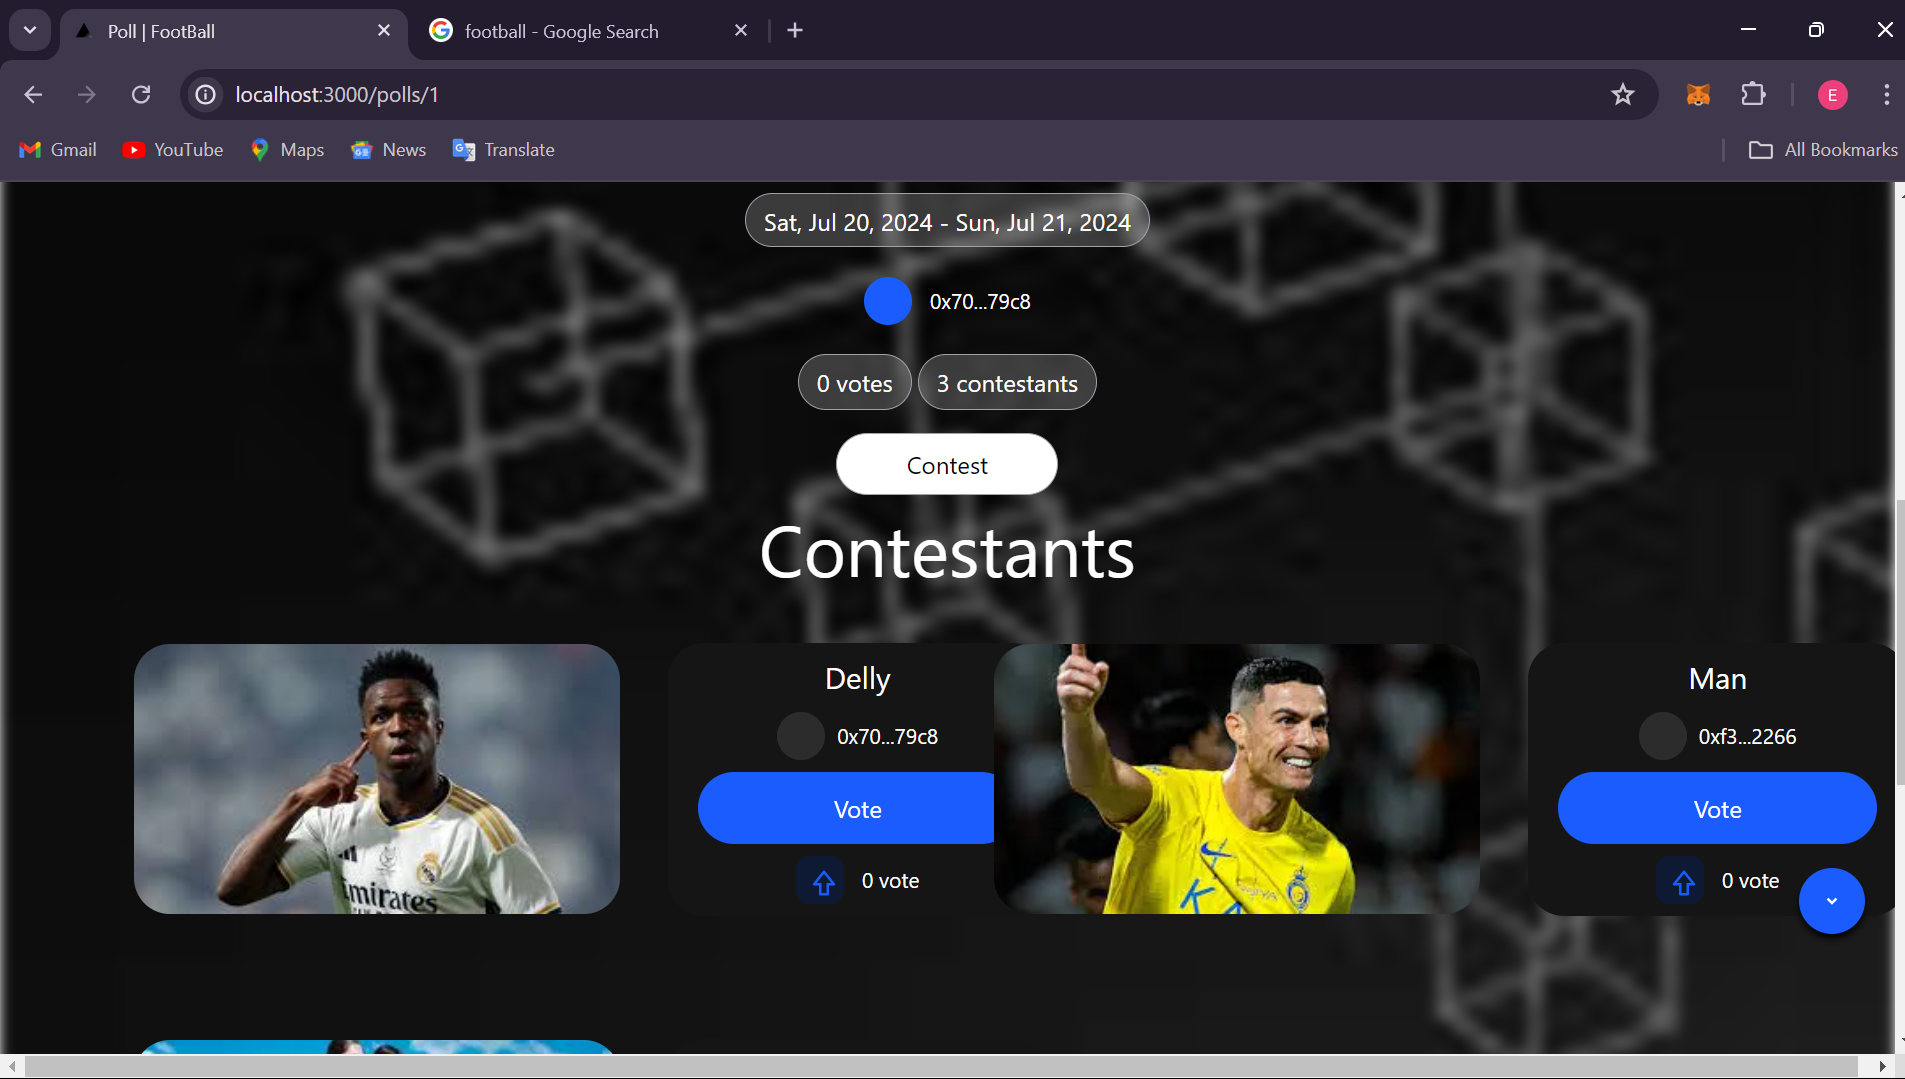 Poll | FootBall
football - Google Search
localhost:3000/polls/1
E
Gmail
YouTube
Maps
News
Translate
All Bookmarks
Sat, Jul 20, 2024 - Sun, Jul 21, 2024
0x70...79c8
0 votes
3 contestants
Contest
Contestants
Delly
0x70...79c8
Vote
0 vote
Man
0xf3...2266
Vote
0 vote
Emirates